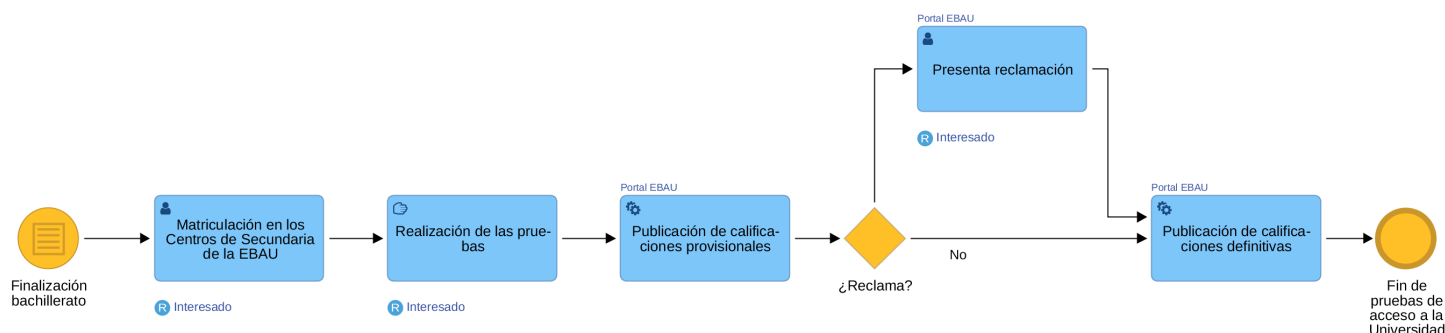 Portal EBAU
Presenta reclamación
R Interesado
Finalización
bachillerato
Matriculación en los
Centros de Secundaria
de la EBAU
R Interesado
Realización de las prue-
bas
R Interesado
Portal EBAU
Publicación de califica-
ciones provisionales
¿Reclama?
No
Portal EBAU
Publicación de califica-
ciones definitivas
Fin de
pruebas de
acceso a la
Universidad